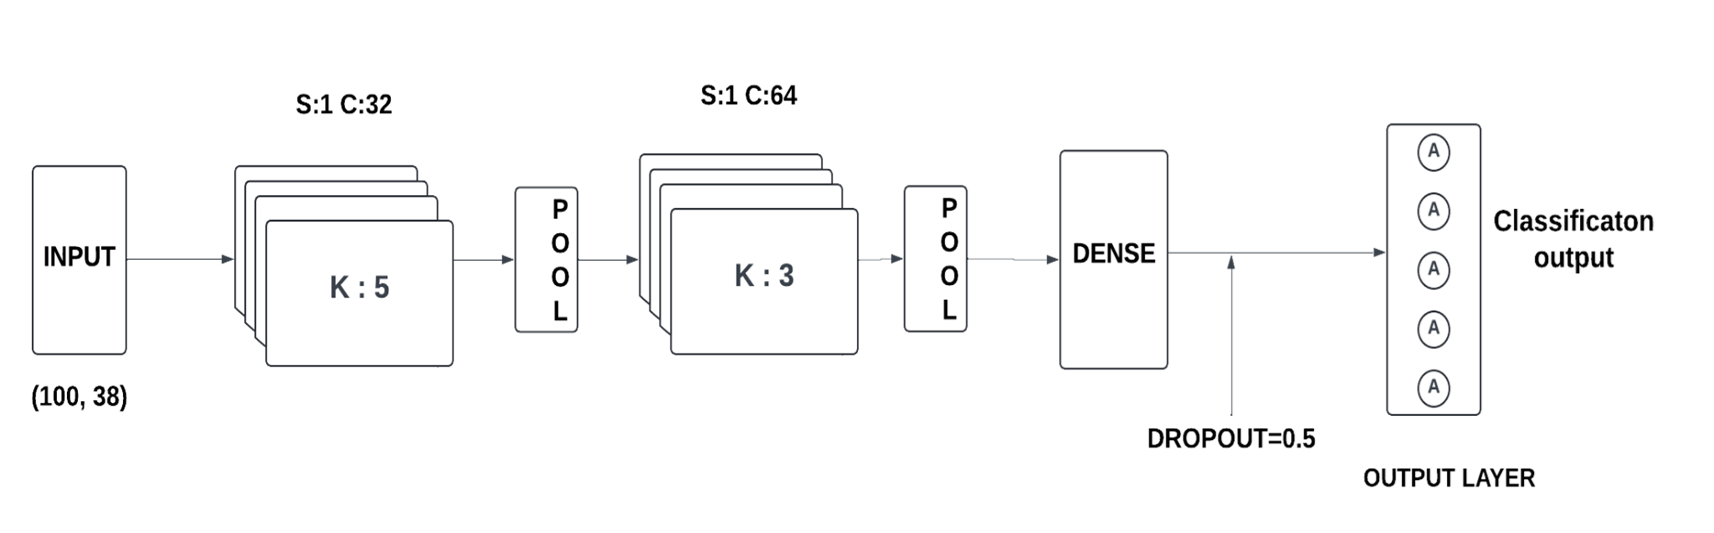 INPUT
(100, 38)
S:1 C:32
K : 5
P
O
O
L
S:1 C:64
K : 3
P
O
O
L
DENSE
DROPOUT=0.5
A
A
A
A
A
OUTPUT LAYER
Classificaton
output